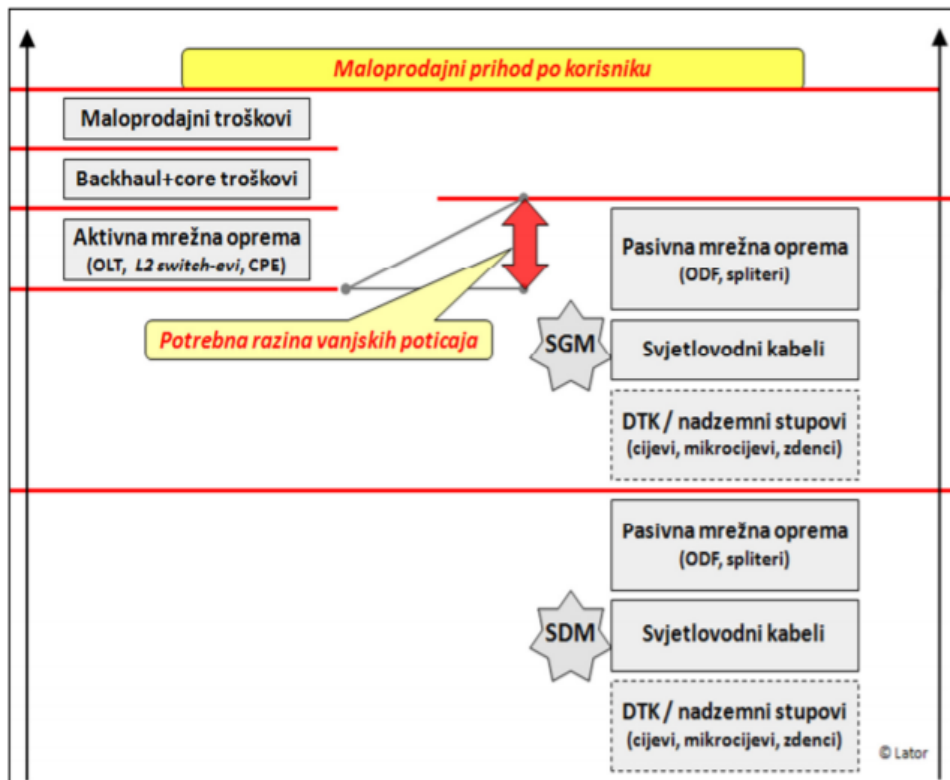 Maloprodajni prihod po korisniku
Maloprodajni troškovi
Backhaul+core troškovi
Aktivna mrežna oprema
(OLT, L2 switch-evi, CPE)
Potrebna razina vanjskih poticaja
Pasivna mrežna oprema
(ODF, spliteri)
SGM
Svjetlovodni kabeli
DTK / nadzemni stupovi
(cijevi, mikrocijevi, zdenci)
Pasivna mrežna oprema
(ODF, spliteri)
SDM
Svjetlovodni kabeli
DTK / nadzemni stupovi
(cijevi, mikrocijevi, zdenci)
© Lator